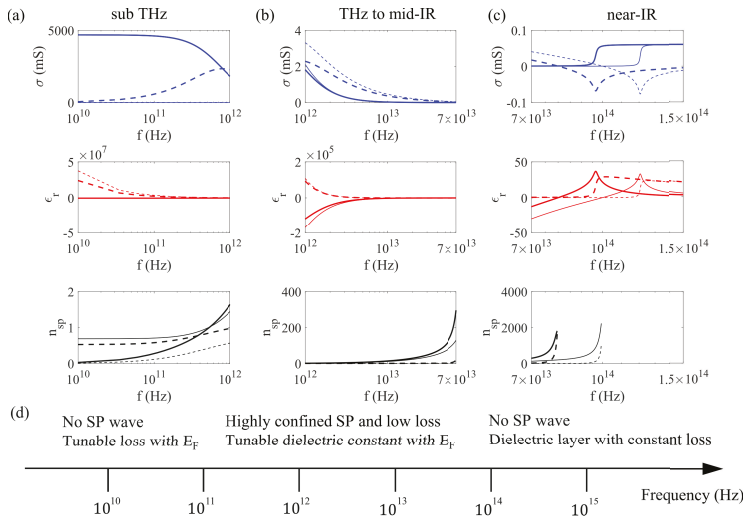 (a) sub THz
(b) THz to mid-IR
(c) near-IR
σ (mS)
5000
0
10^10 10^11 10^12
f (Hz)
σ (mS)
4
2
0
10^12 10^13 7×10^13
f (Hz)
σ (mS)
0.1
0
-0.1
7×10^13 10^14 1.5×10^14
f (Hz)
×10^7
ϵ_r
5
0
-5
10^10 10^11 10^12
f (Hz)
×10^5
ϵ_r
2
0
-2
10^12 10^13 7×10^13
f (Hz)
ϵ_r
50
0
-50
7×10^13 10^14 1.5×10^14
f (Hz)
n_sp
2
1
0
10^10 10^11 10^12
f (Hz)
n_sp
400
200
0
10^12 10^13 7×10^13
f (Hz)
n_sp
4000
2000
0
7×10^13 10^14 1.5×10^14
f (Hz)
(d)
No SP wave
Tunable loss with E_F
Highly confined SP and low loss
Tunable dielectric constant with E_F
No SP wave
Dielectric layer with constant loss
10^10 10^11 10^12 10^13 10^14 10^15 Frequency (Hz)